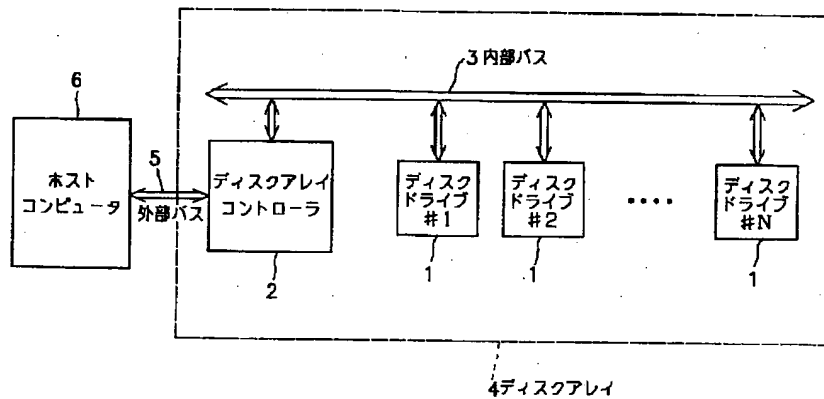 3 内部バス
6
ホスト
コンピュータ
5
外部バス
ディスクアレイ
コントローラ
2
ディスク
ドライブ
#1
1
ディスク
ドライブ
#2
1
‥‥
ディスク
ドライブ
#N
1
4 ディスクアレイ